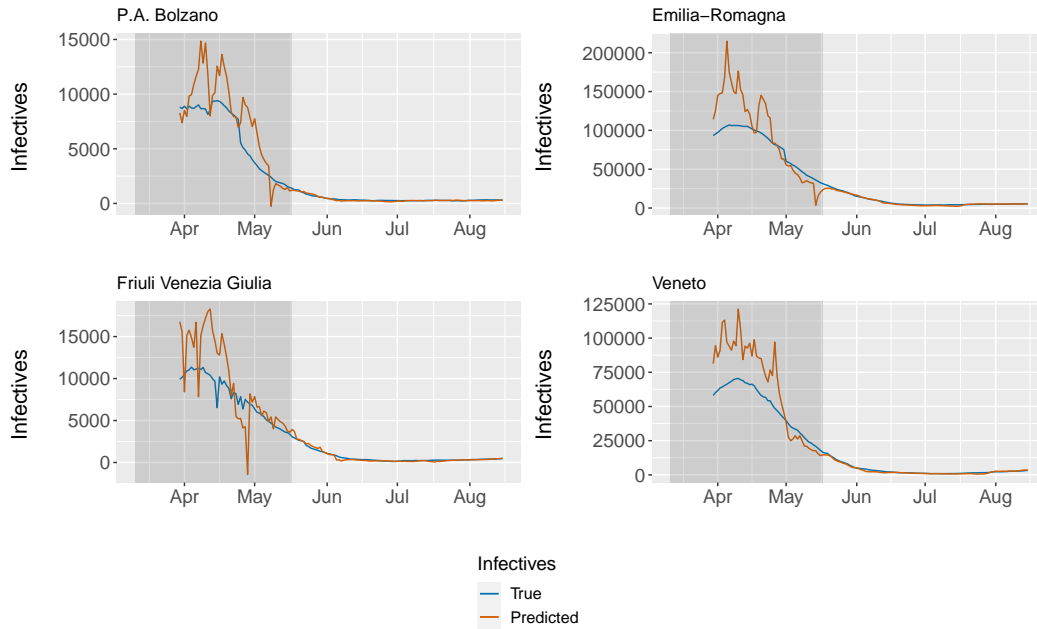 P.A. Bolzano
Infectives
15000
10000
5000
0
Apr May Jun Jul Aug
Emilia−Romagna
Infectives
200000
150000
100000
50000
0
Apr May Jun Jul Aug
Friuli Venezia Giulia
Infectives
15000
10000
5000
0
Apr May Jun Jul Aug
Veneto
Infectives
125000
100000
75000
50000
25000
0
Apr May Jun Jul Aug
Infectives
True
Predicted